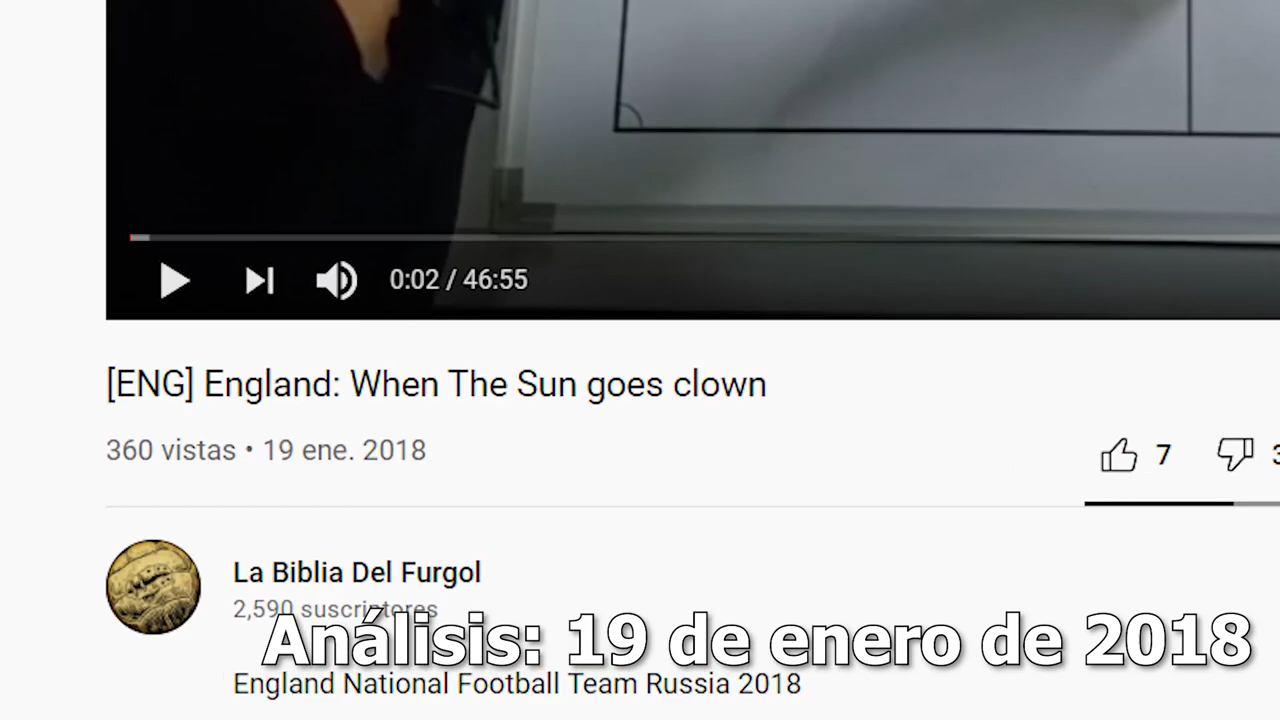 0:02 / 46:55
[ENG] England: When The Sun goes clown
360 vistas • 19 ene. 2018
7
3
La Biblia Del Furgol
2,590 suscriptores
Análisis: 19 de enero de 2018
England National Football Team Russia 2018